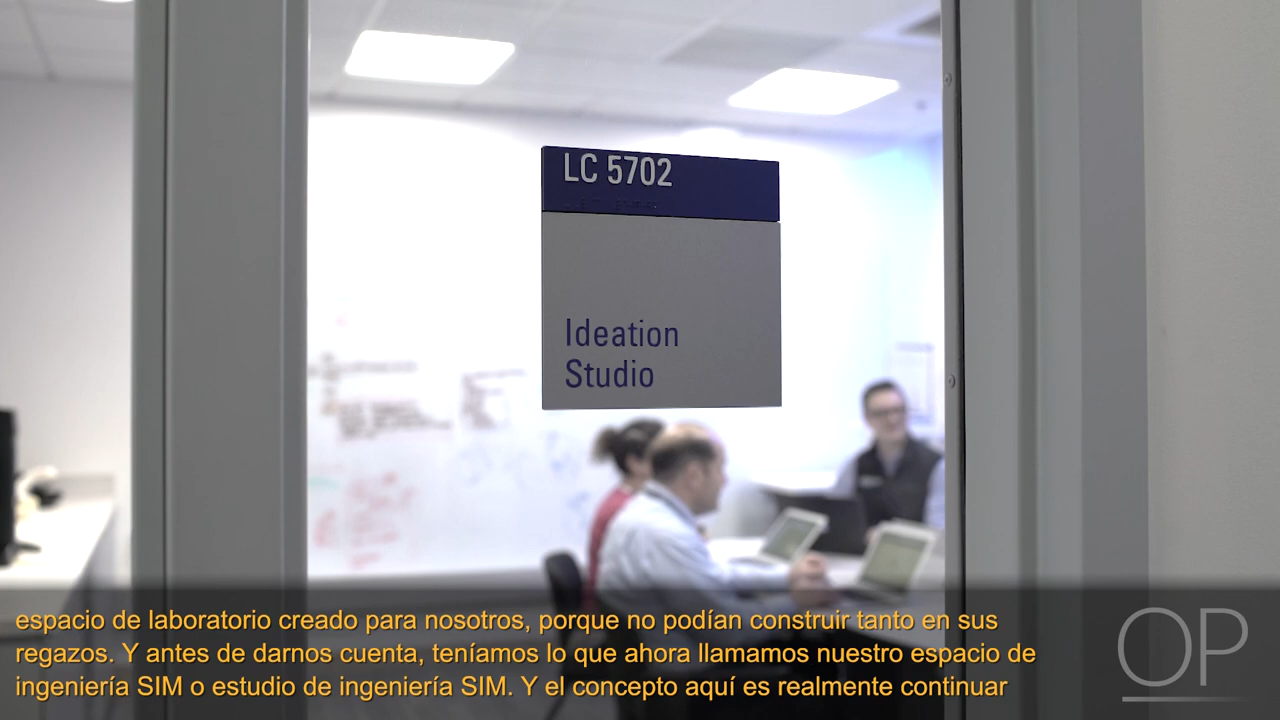 LC 5702
Ideation
Studio
espacio de laboratorio creado para nosotros, porque no podían construir tanto en sus
regazos. Y antes de darnos cuenta, teníamos lo que ahora llamamos nuestro espacio de
ingeniería SIM o estudio de ingeniería SIM. Y el concepto aquí es realmente continuar
OP